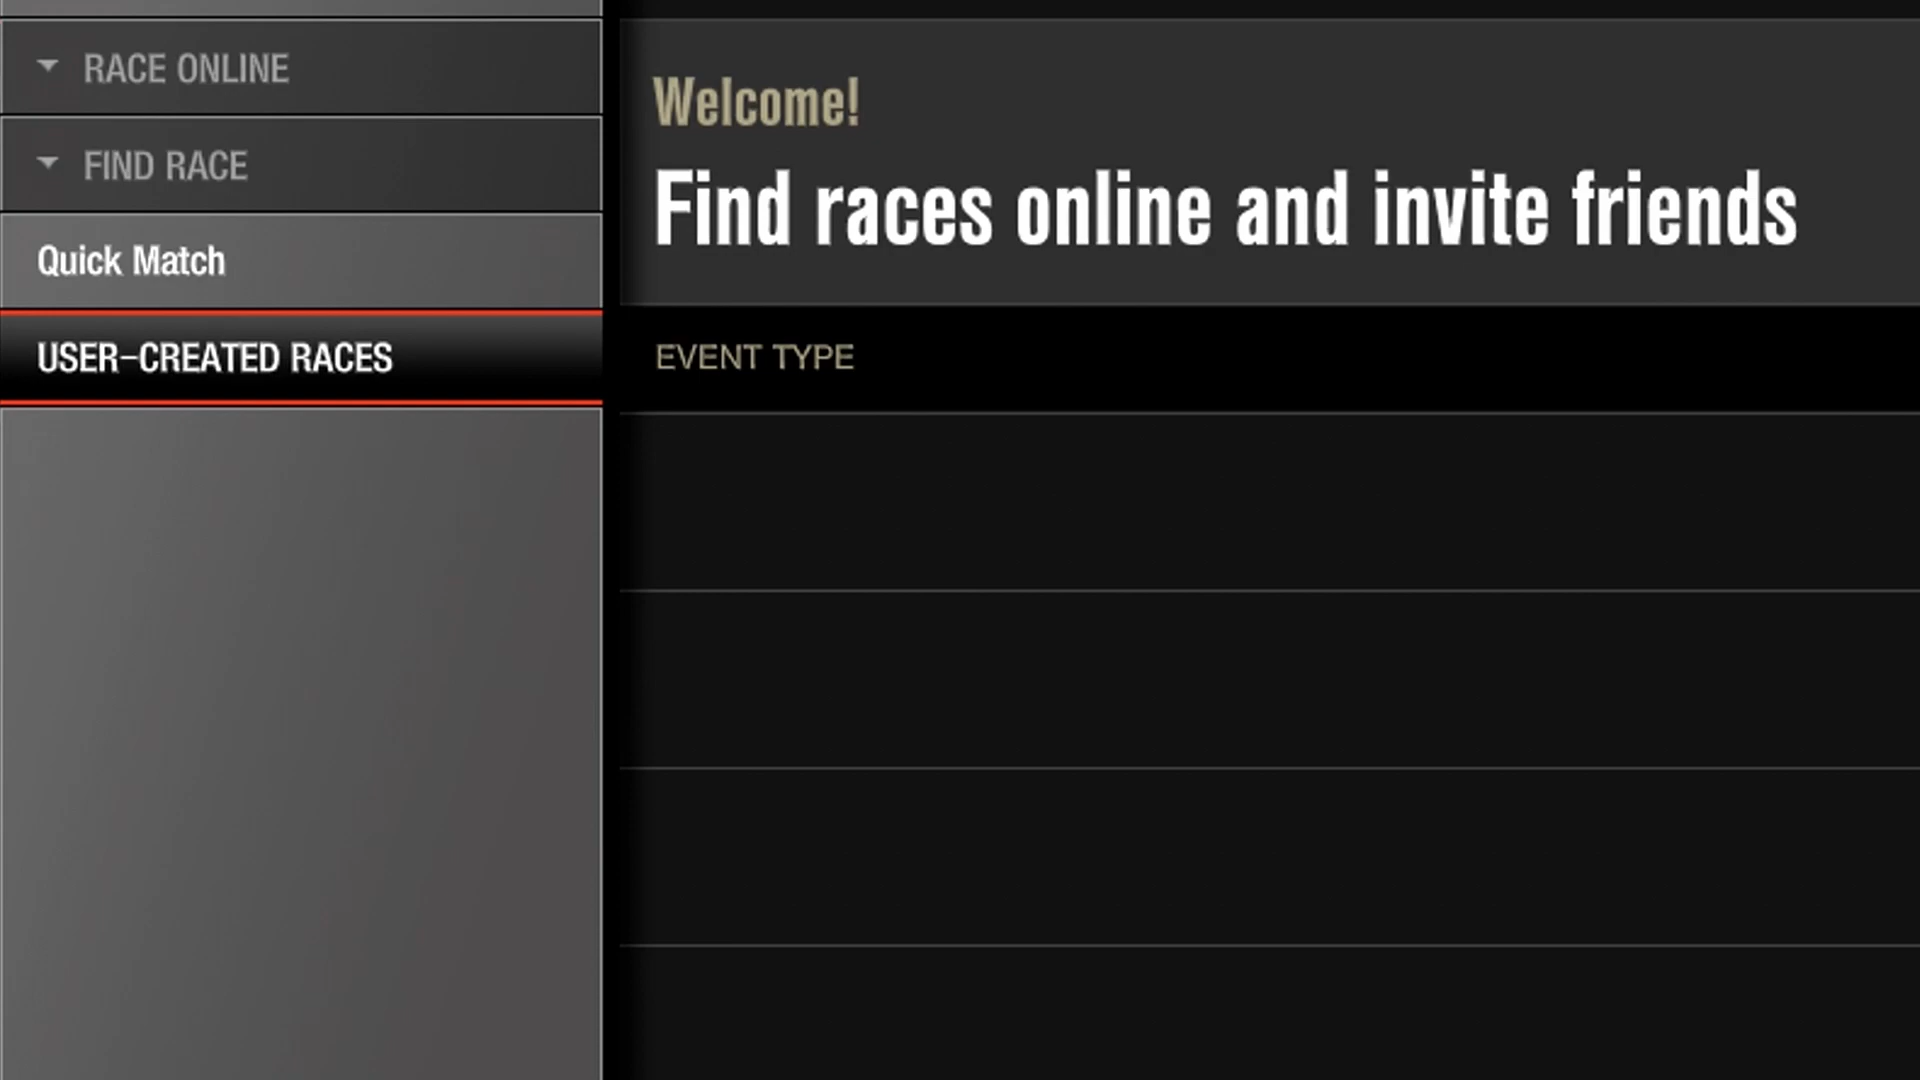 RACE ONLINE
FIND RACE
Quick Match
USER-CREATED RACES
Welcome!
Find races online and invite friends
EVENT TYPE